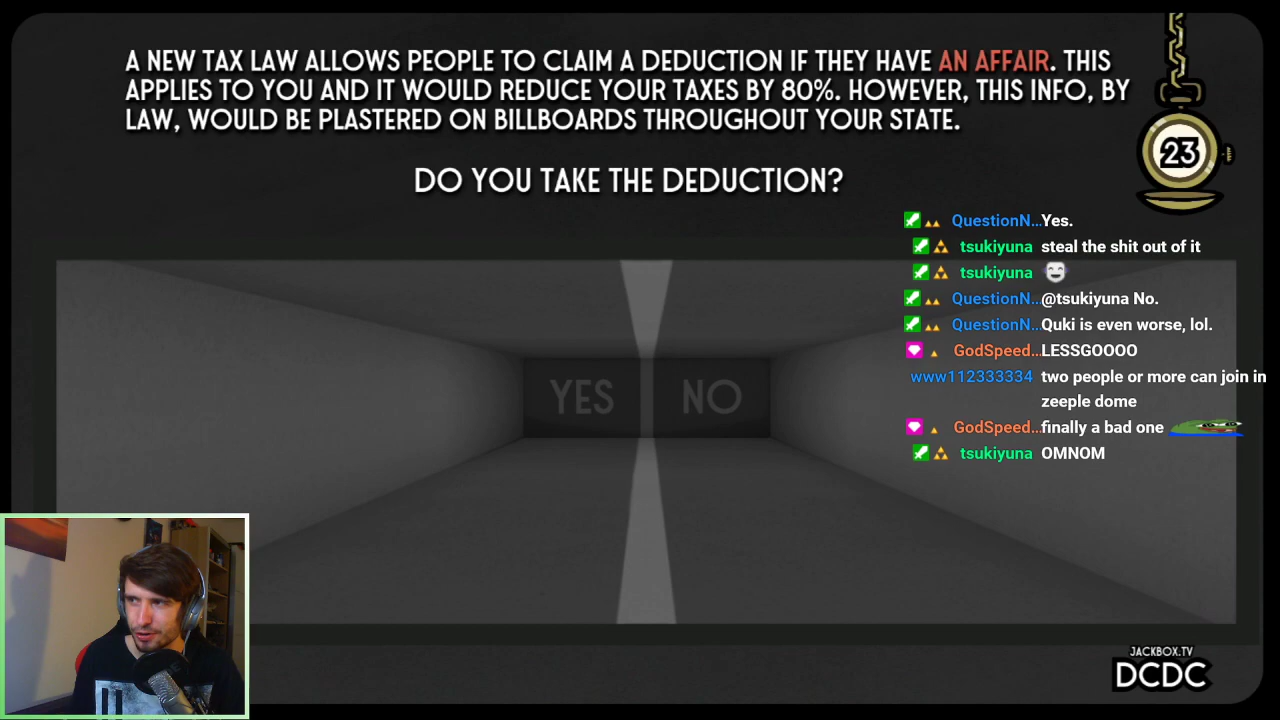 A NEW TAX LAW ALLOWS PEOPLE TO CLAIM A DEDUCTION IF THEY HAVE AN AFFAIR. THIS
APPLIES TO YOU AND IT WOULD REDUCE YOUR TAXES BY 80%. HOWEVER, THIS INFO, BY
LAW, WOULD BE PLASTERED ON BILLBOARDS THROUGHOUT YOUR STATE.
23
DO YOU TAKE THE DEDUCTION?
QuestionN... Yes.
tsukiyuna steal the shit out of it
tsukiyuna
QuestionN... @tsukiyuna No.
QuestionN... Quki is even worse, lol.
GodSpeed... LESSGOOOO
www112333334 two people or more can join in
zeeple dome
GodSpeed... finally a bad one
tsukiyuna OMNOM
YES NO
JACKBOX.TV
DCDC